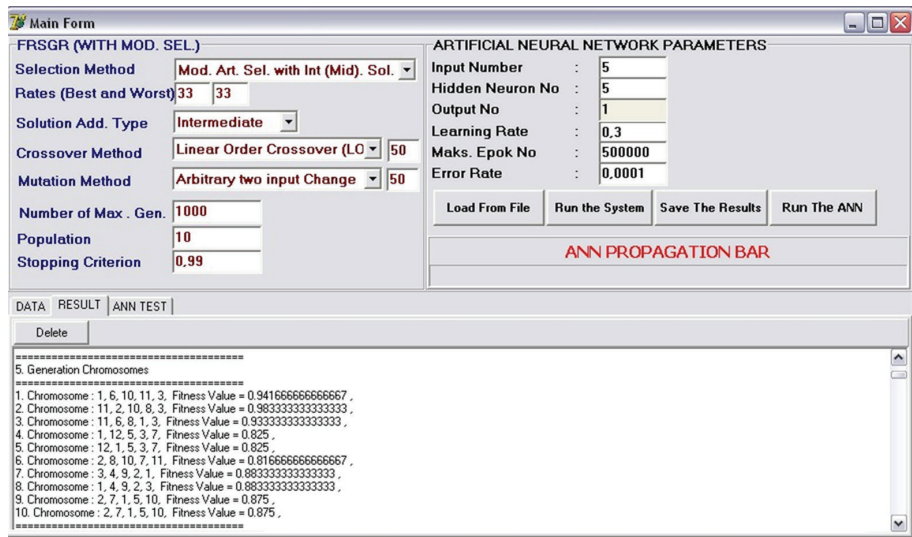 Main Form
FRSGR (WITH MOD. SEL.)
Selection Method Mod. Art. Sel. with Int (Mid). Sol.
Rates (Best and Worst) 33 33
Solution Add. Type Intermediate
Crossover Method Linear Order Crossover (LO 50
Mutation Method Arbitrary two input Change 50
Number of Max . Gen. 1000
Population 10
Stopping Criterion 0,99
ARTIFICIAL NEURAL NETWORK PARAMETERS
Input Number : 5
Hidden Neuron No : 5
Output No : 1
Learning Rate : 0,3
Maks. Epok No : 500000
Error Rate : 0,0001
Load From File Run the System Save The Results Run The ANN
ANN PROPAGATION BAR
DATA RESULT ANN TEST
Delete
======================================
5. Generation Chromosomes
======================================
1. Chromosome : 1, 6, 10, 11, 3, Fitness Value = 0.941666666666667 ,
2. Chromosome : 11, 2, 10, 8, 3, Fitness Value = 0.983333333333333 ,
3. Chromosome : 11, 6, 8, 1, 3, Fitness Value = 0.933333333333333 ,
4. Chromosome : 1, 12, 5, 3, 7, Fitness Value = 0.825 ,
5. Chromosome : 12, 1, 5, 3, 7, Fitness Value = 0.825 ,
6. Chromosome : 2, 8, 10, 7, 11, Fitness Value = 0.816666666666667 ,
7. Chromosome : 3, 4, 9, 2, 1, Fitness Value = 0.883333333333333 ,
8. Chromosome : 1, 4, 9, 2, 3, Fitness Value = 0.883333333333333 ,
9. Chromosome : 2, 7, 1, 5, 10, Fitness Value = 0.875 ,
10. Chromosome : 2, 7, 1, 5, 10, Fitness Value = 0.875 ,
======================================